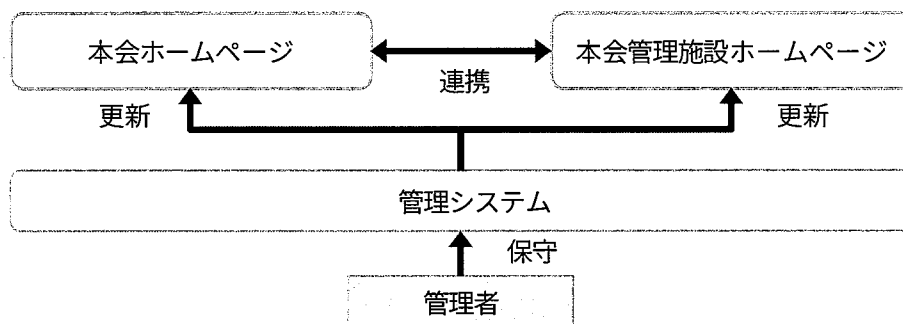 本会ホームページ
本会管理施設ホームページ
連携
更新
更新
管理システム
保守
管理者